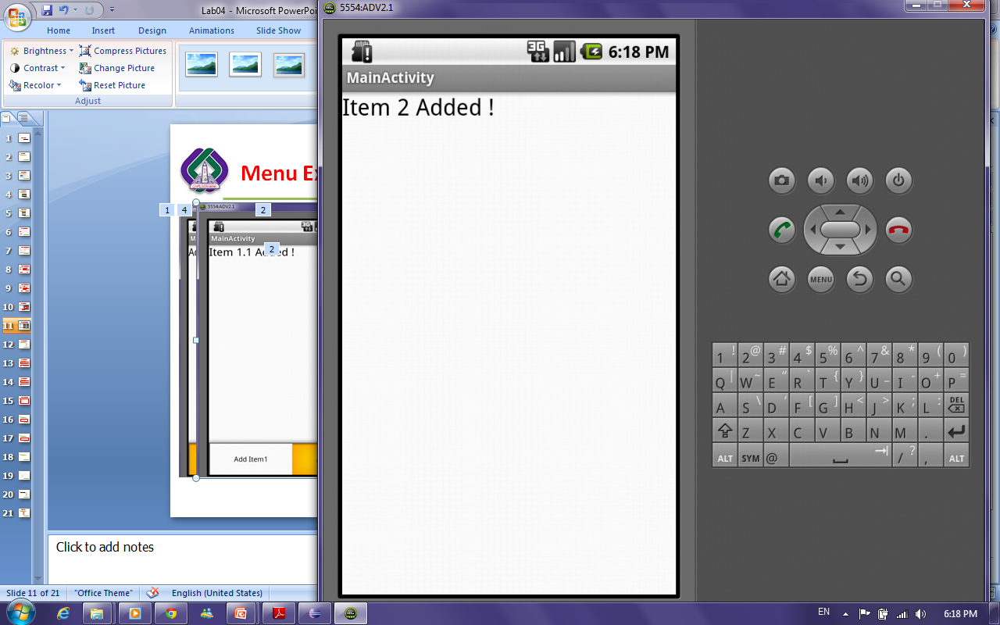 Lab04 - Microsoft PowerPoi
5554:ADV2.1
Home Insert Design Animations Slide Show
Brightness Compress Pictures
Contrast Change Picture
Recolor Reset Picture
Adjust
6:18 PM
MainActivity
Item 2 Added !
1
2
3
4
5
6
7
8
9
10
11
12
13
14
15
16
17
18
19
20
21
Menu Ex
1 4 2
5554:ADV2.1
3G
MainActivity
2
Item 1.1 Added !
Add Item1
3G
MENU
1 ! 2 @ 3 # 4 $ 5 % 6 ^ 7 & 8 * 9 ( 0 )
Q | W ~ E “ R ` T { Y } U _ I - O + P =
A S \ D ‘ F [ G ] H < J > K ; L : DEL
Z X C V B N M .
ALT SYM @ / ? , ALT
Click to add notes
Slide 11 of 21 "Office Theme" English (United States)
EN 6:18 PM